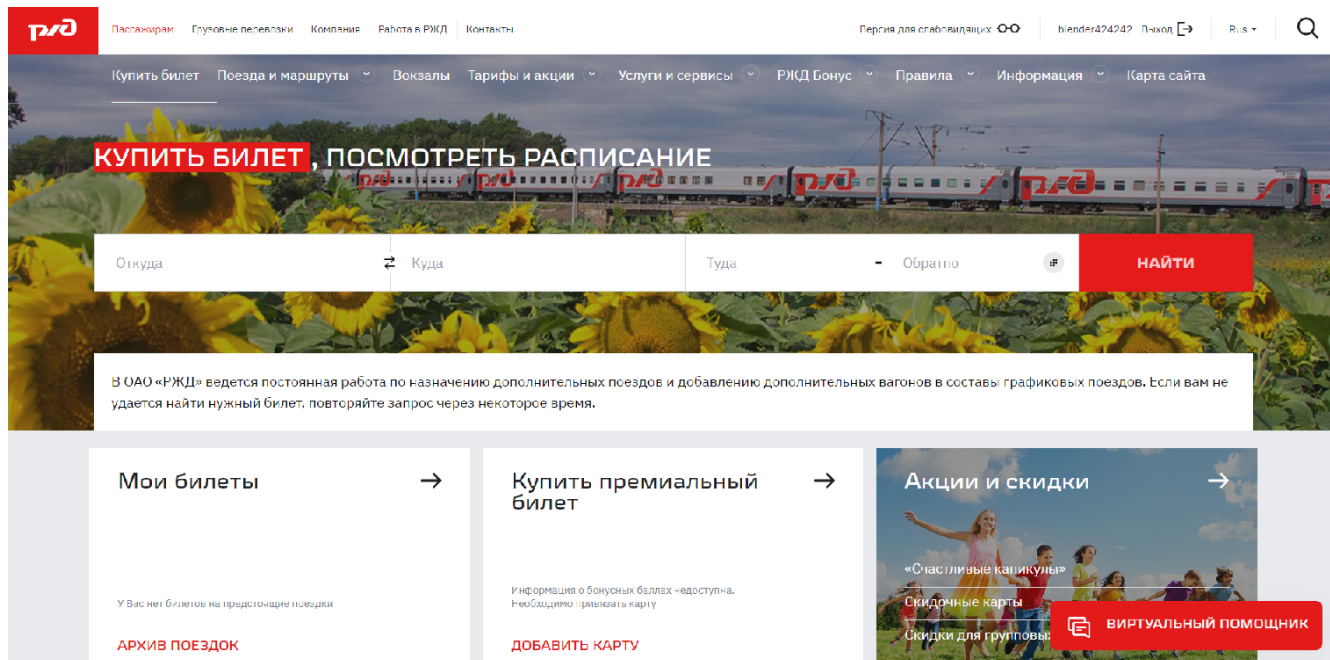 Пассажирам Грузовые перевозки Компания Работа в РЖД Контакты Версия для слабовидящих blender424242 Выход Rus
Купить билет Поезда и маршруты Вокзалы Тарифы и акции Услуги и сервисы РЖД Бонус Правила Информация Карта сайта
КУПИТЬ БИЛЕТ, ПОСМОТРЕТЬ РАСПИСАНИЕ
Откуда Куда Туда - Обратно НАЙТИ
В ОАО «РЖД» ведется постоянная работа по назначению дополнительных поездов и добавлению дополнительных вагонов в составы графиковых поездов. Если вам не
удается найти нужный билет, повторяйте запрос через некоторое время.
Мои билеты
У Вас нет билетов на предстоящие поездки
АРХИВ ПОЕЗДОК
Купить премиальный
билет
Информация о бонусных баллах недоступна.
Необходимо привязать карту
ДОБАВИТЬ КАРТУ
Акции и скидки
«Счастливые каникулы»
Скидочные карты
Скидки для групповых
ВИРТУАЛЬНЫЙ ПОМОЩНИК